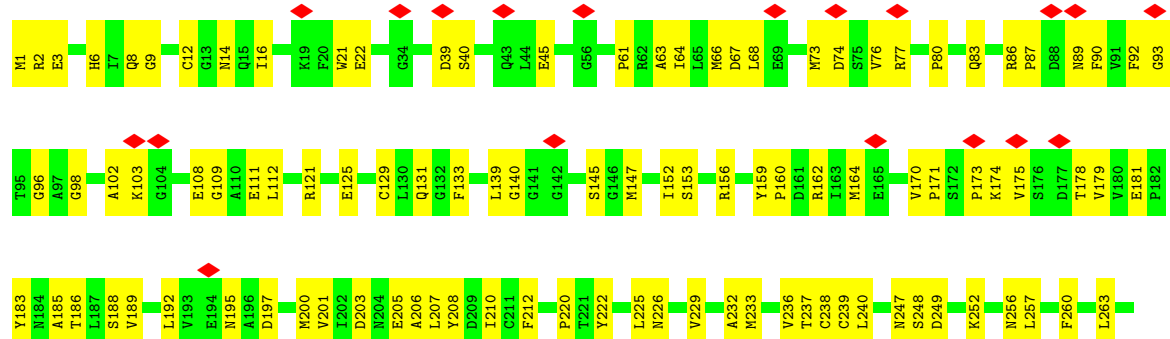 M1 R2 E3 H6 I7 Q8 G9 C12 G13 N14 Q15 I16 K19 F20 W21 E22 G34 D39 S40 Q43 L44 E45 G56 P61 R62 A63 I64 L65 M66 D67 L68 E69 M73 D74 S75 V76 R77 P80 Q83 R86 P87 D88 N89 F90 V91 F92 G93
T95 G96 A97 G98 A102 K103 G104 E108 G109 A110 E111 L112 R121 E125 C129 L130 Q131 G132 F133 L139 G140 G141 G142 S145 G146 M147 I152 S153 R156 Y159 P160 D161 R162 I163 M164 E165 V170 P171 S172 P173 K174 V175 S176 D177 T178 V179 V180 E181 P182
Y183 N184 A185 T186 L187 S188 V189 L192 V193 E194 N195 A196 D197 M200 V201 I202 D203 N204 E205 A206 L207 Y208 D209 I210 C211 F212 P220 T221 Y222 L225 N226 V229 A232 M233 V236 T237 C238 C239 L240 N247 S248 D249 K252 N256 L257 F260 L263